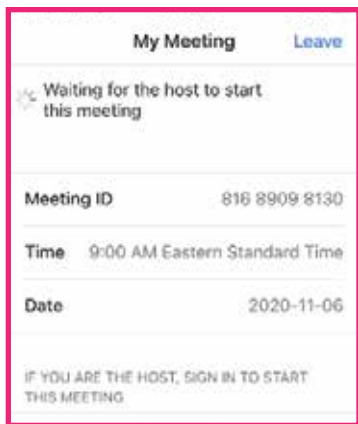 My Meeting Leave
Waiting for the host to start
this meeting
Meeting ID 816 8909 8130
Time 9:00 AM Eastern Standard Time
Date 2020-11-06
IF YOU ARE THE HOST, SIGN IN TO START
THIS MEETING